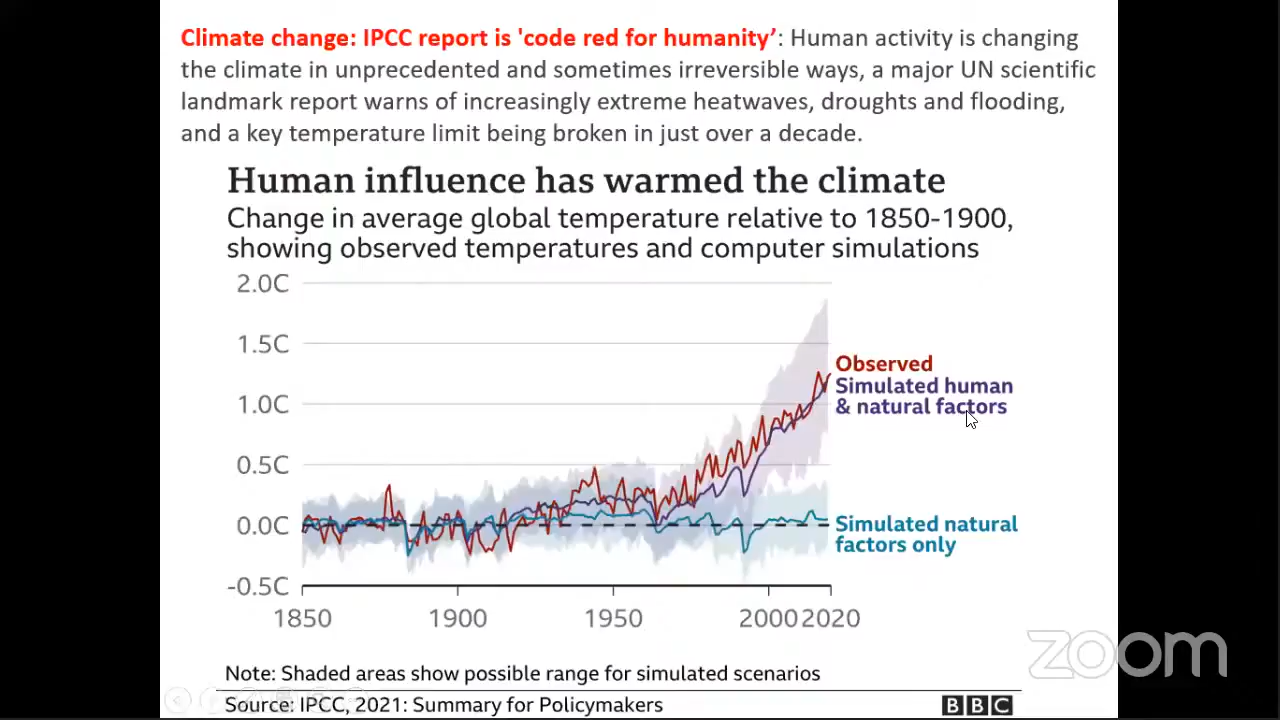 Climate change: IPCC report is 'code red for humanity’: Human activity is changing
the climate in unprecedented and sometimes irreversible ways, a major UN scientific
landmark report warns of increasingly extreme heatwaves, droughts and flooding,
and a key temperature limit being broken in just over a decade.
Human influence has warmed the climate
Change in average global temperature relative to 1850-1900,
showing observed temperatures and computer simulations
2.0C
1.5C
1.0C
0.5C
0.0C
-0.5C
Observed
Simulated human
& natural factors
Simulated natural
factors only
1850 1900 1950 2000 2020
Note: Shaded areas show possible range for simulated scenarios
Source: IPCC, 2021: Summary for Policymakers
BBC
zoom